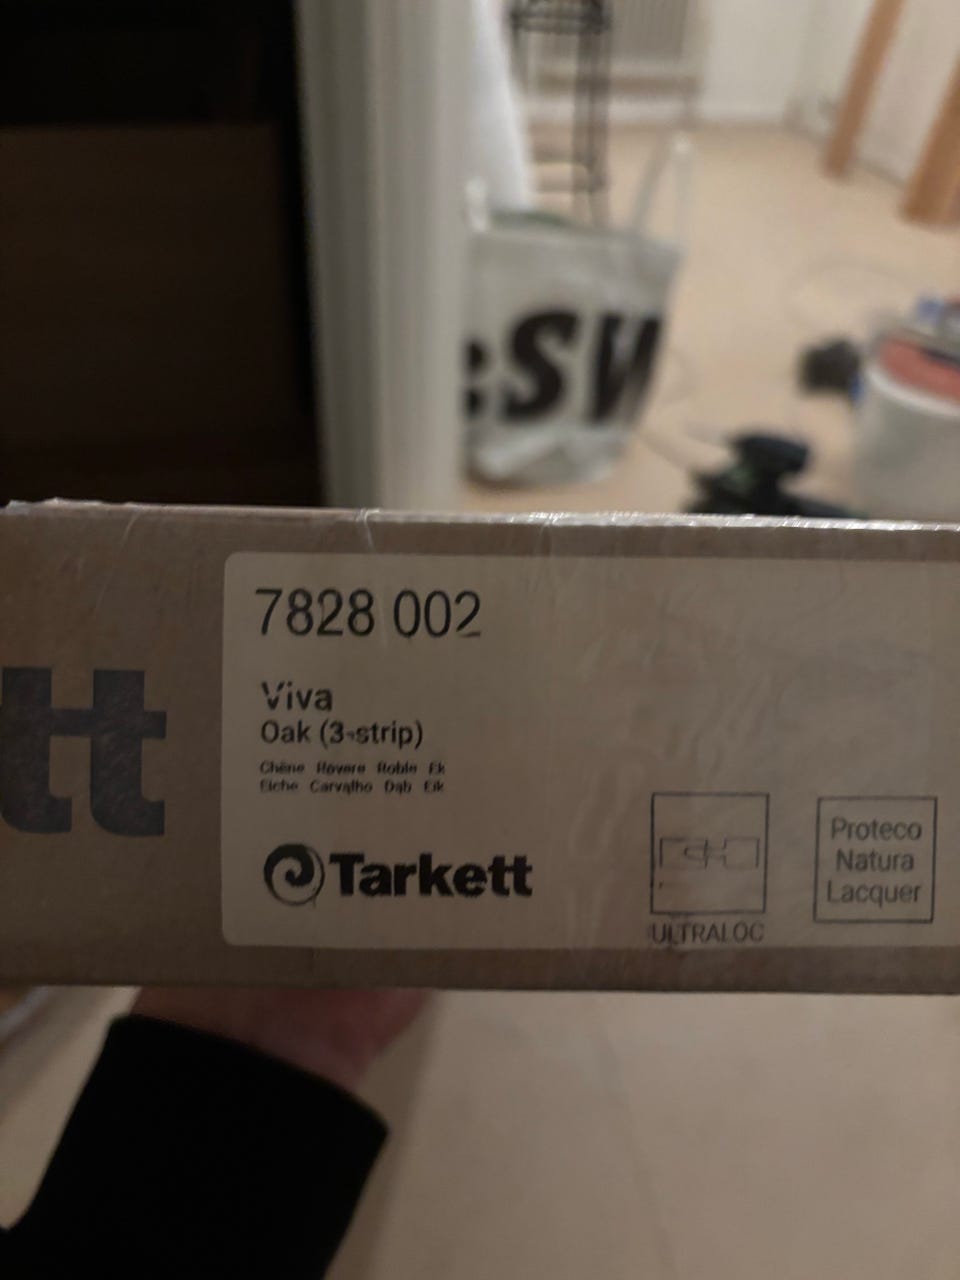 :SW
7828 002
Viva
Oak (3-strip)
Chêne Rovere Roble Ek
Eiche Carvalho Dąb Eik
tt
Tarkett
ULTRALOC
Proteco
Natura
Lacquer